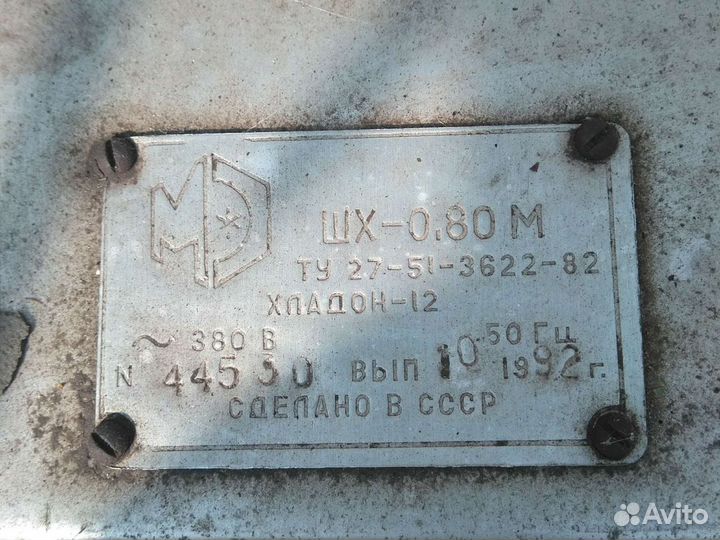 МЭ
ШХ-0.80 М
ТУ 27-51-3622-82
ХЛАДОН-12
~ 380 В 50 ГЦ
N 44530 ВЫП 10 1992 г.
СДЕЛАНО В СССР
Avito